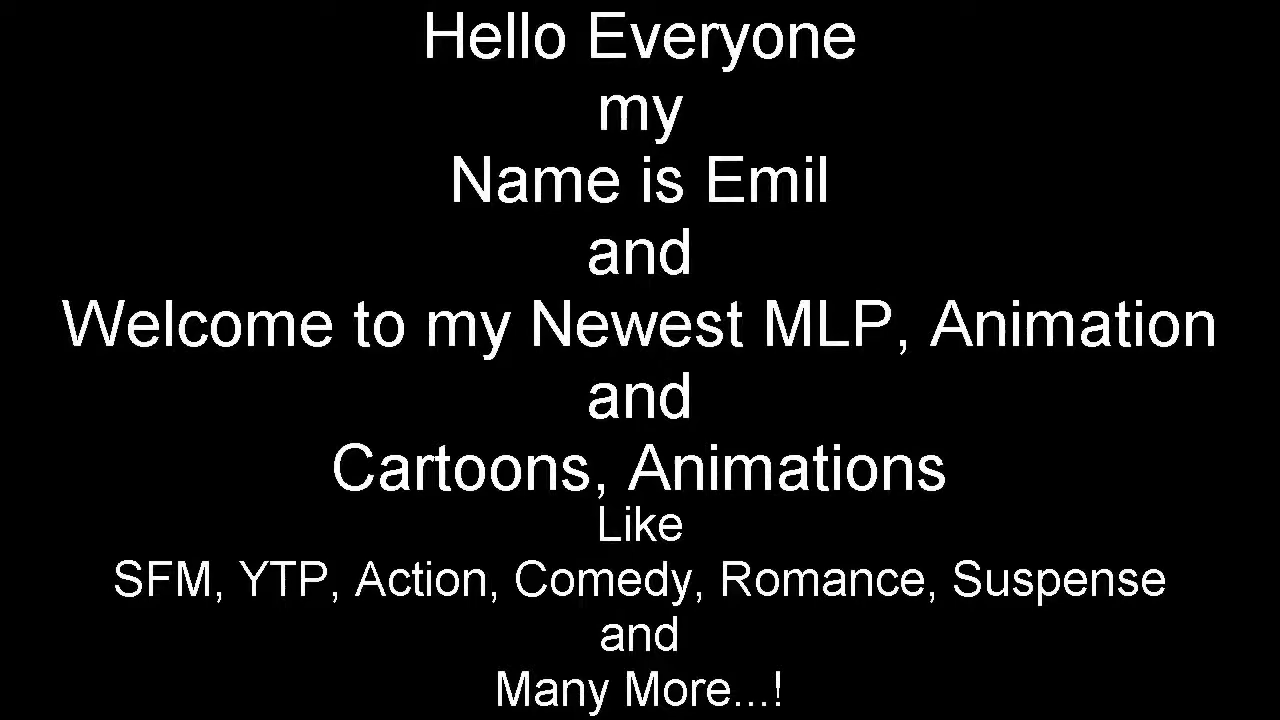 Hello Everyone
my
Name is Emil
and
Welcome to my Newest MLP, Animation
and
Cartoons, Animations
Like
SFM, YTP, Action, Comedy, Romance, Suspense
and
Many More...!